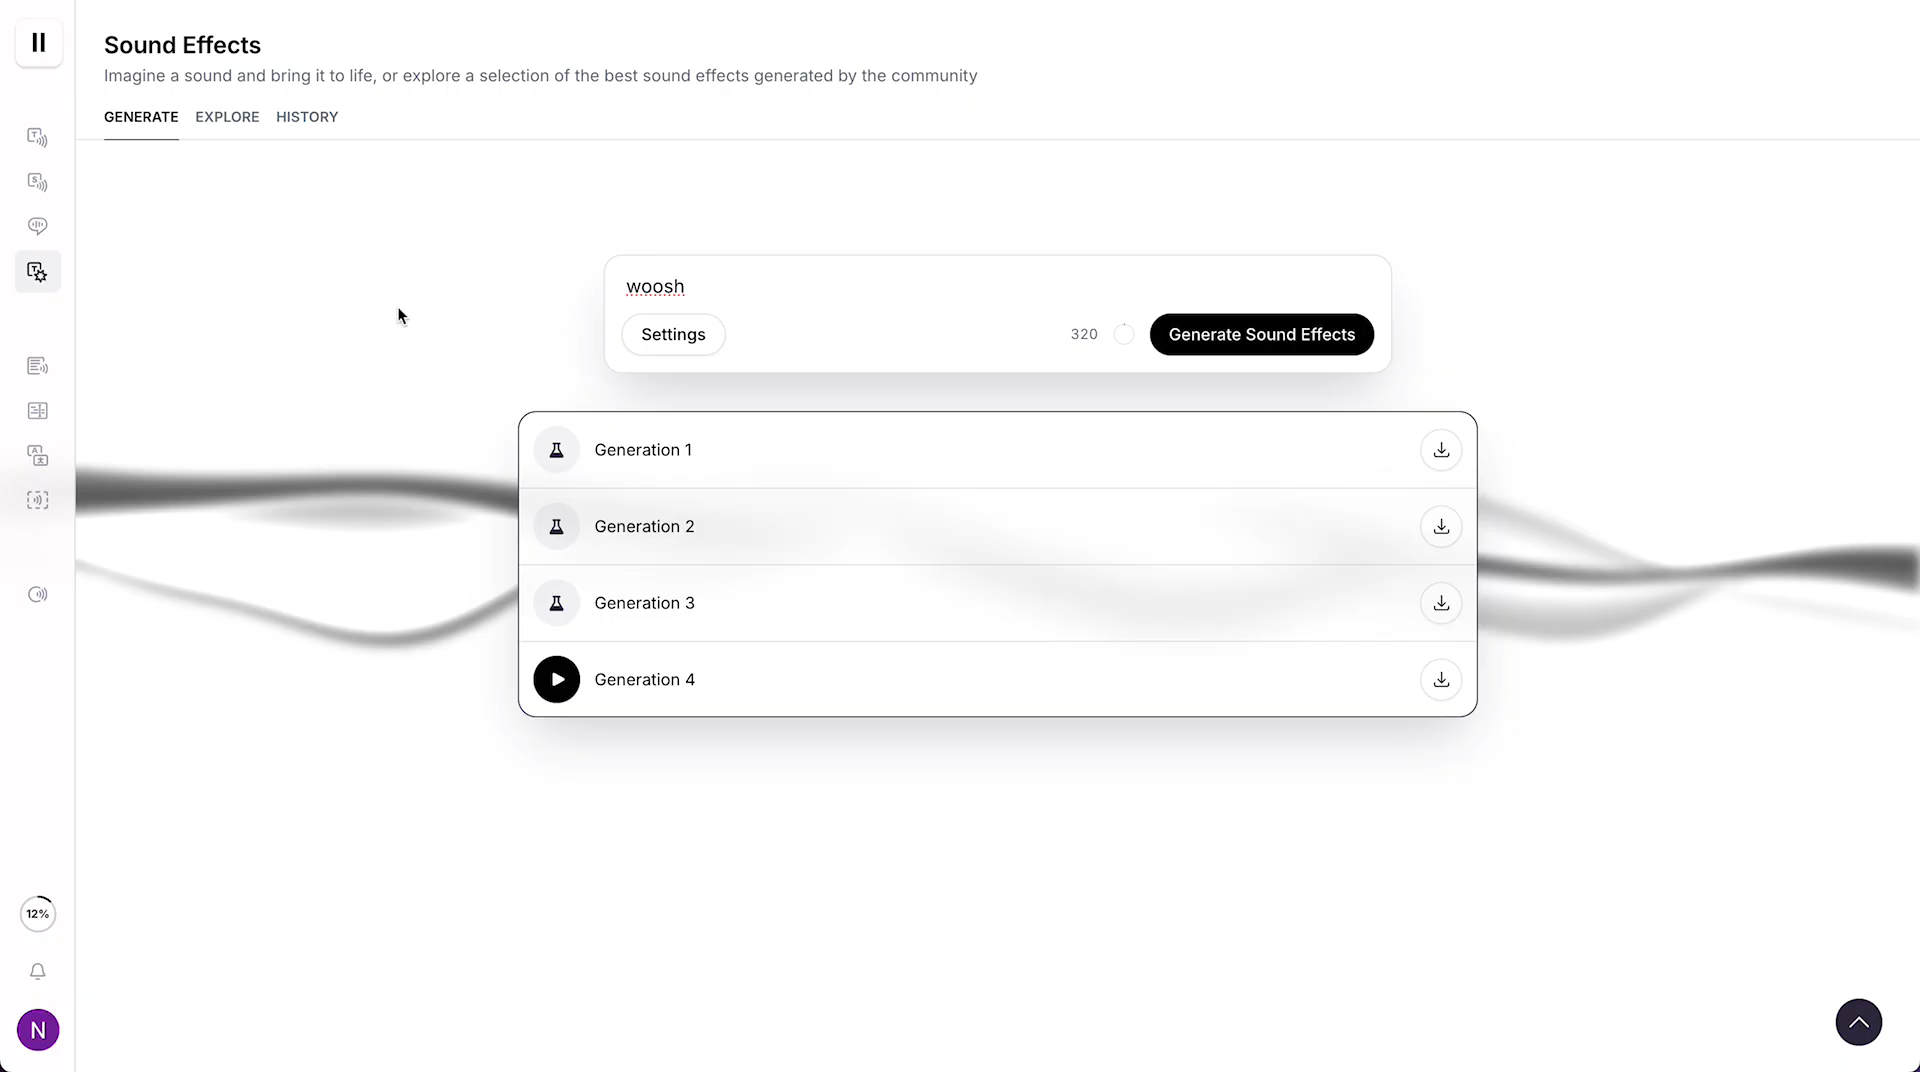 Sound Effects
Imagine a sound and bring it to life, or explore a selection of the best sound effects generated by the community
GENERATE EXPLORE HISTORY
woosh
Settings 320 Generate Sound Effects
Generation 1
Generation 2
Generation 3
Generation 4
12%
N